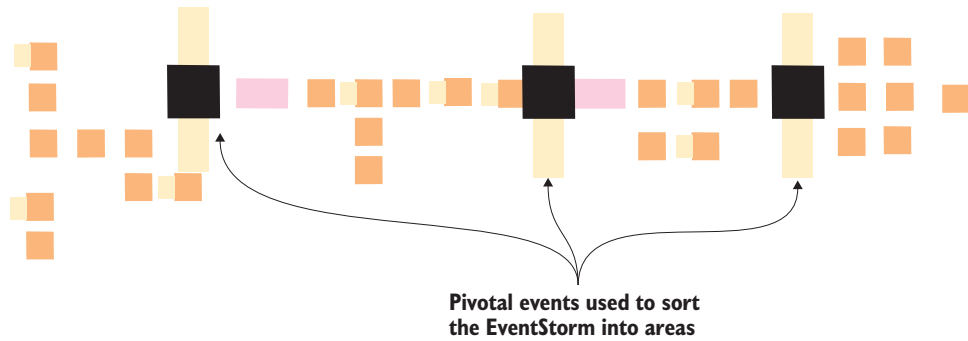 Pivotal events used to sort
the EventStorm into areas